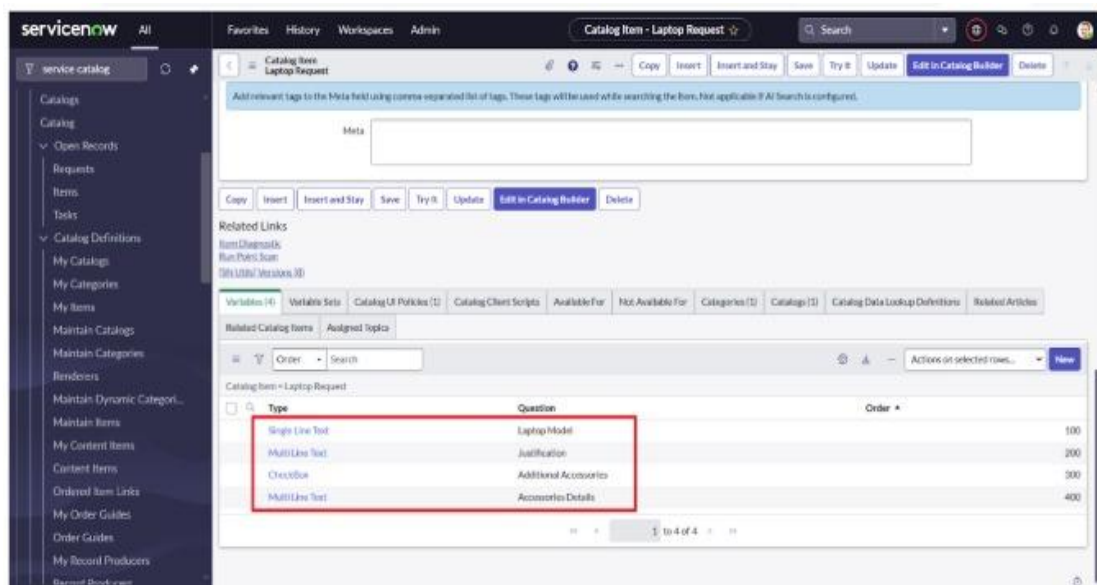 servicenow All Favorites History Workspaces Admin Catalog Item - Laptop Request Search
service catalog
Catalog Item
Laptop Request
Copy Insert Insert and Stay Save Try It Update Edit in Catalog Builder Delete
Add relevant tags to the Meta field using comma separated list of tags. These tags will be used while searching the item. Not applicable if AI Search is configured.
Meta
Catalogs
Catalog
Open Records
Requests
Items
Tasks
Catalog Definitions
My Catalogs
My Categories
My Items
Maintain Catalogs
Maintain Categories
Renderers
Maintain Dynamic Categori...
Maintain Items
My Content Items
Content Items
Ordered Item Links
My Order Guides
Order Guides
My Record Producers
Record Producers
Copy Insert Insert and Stay Save Try It Update Edit in Catalog Builder Delete
Related Links
Item Diagnostic
Run Point Scan
Variables (4) Variable Sets Catalog UI Policies (1) Catalog Client Scripts Available For Not Available For Categories (1) Catalogs (1) Catalog Data Lookup Definitions Related Articles
Related Catalog Items Assigned Topics
Order Search Actions on selected rows... New
Catalog Item = Laptop Request
Type Question Order
Single Line Text Laptop Model 100
Multi Line Text Justification 200
CheckBox Additional Accessories 300
Multi Line Text Accessories Details 400
1 to 4 of 4